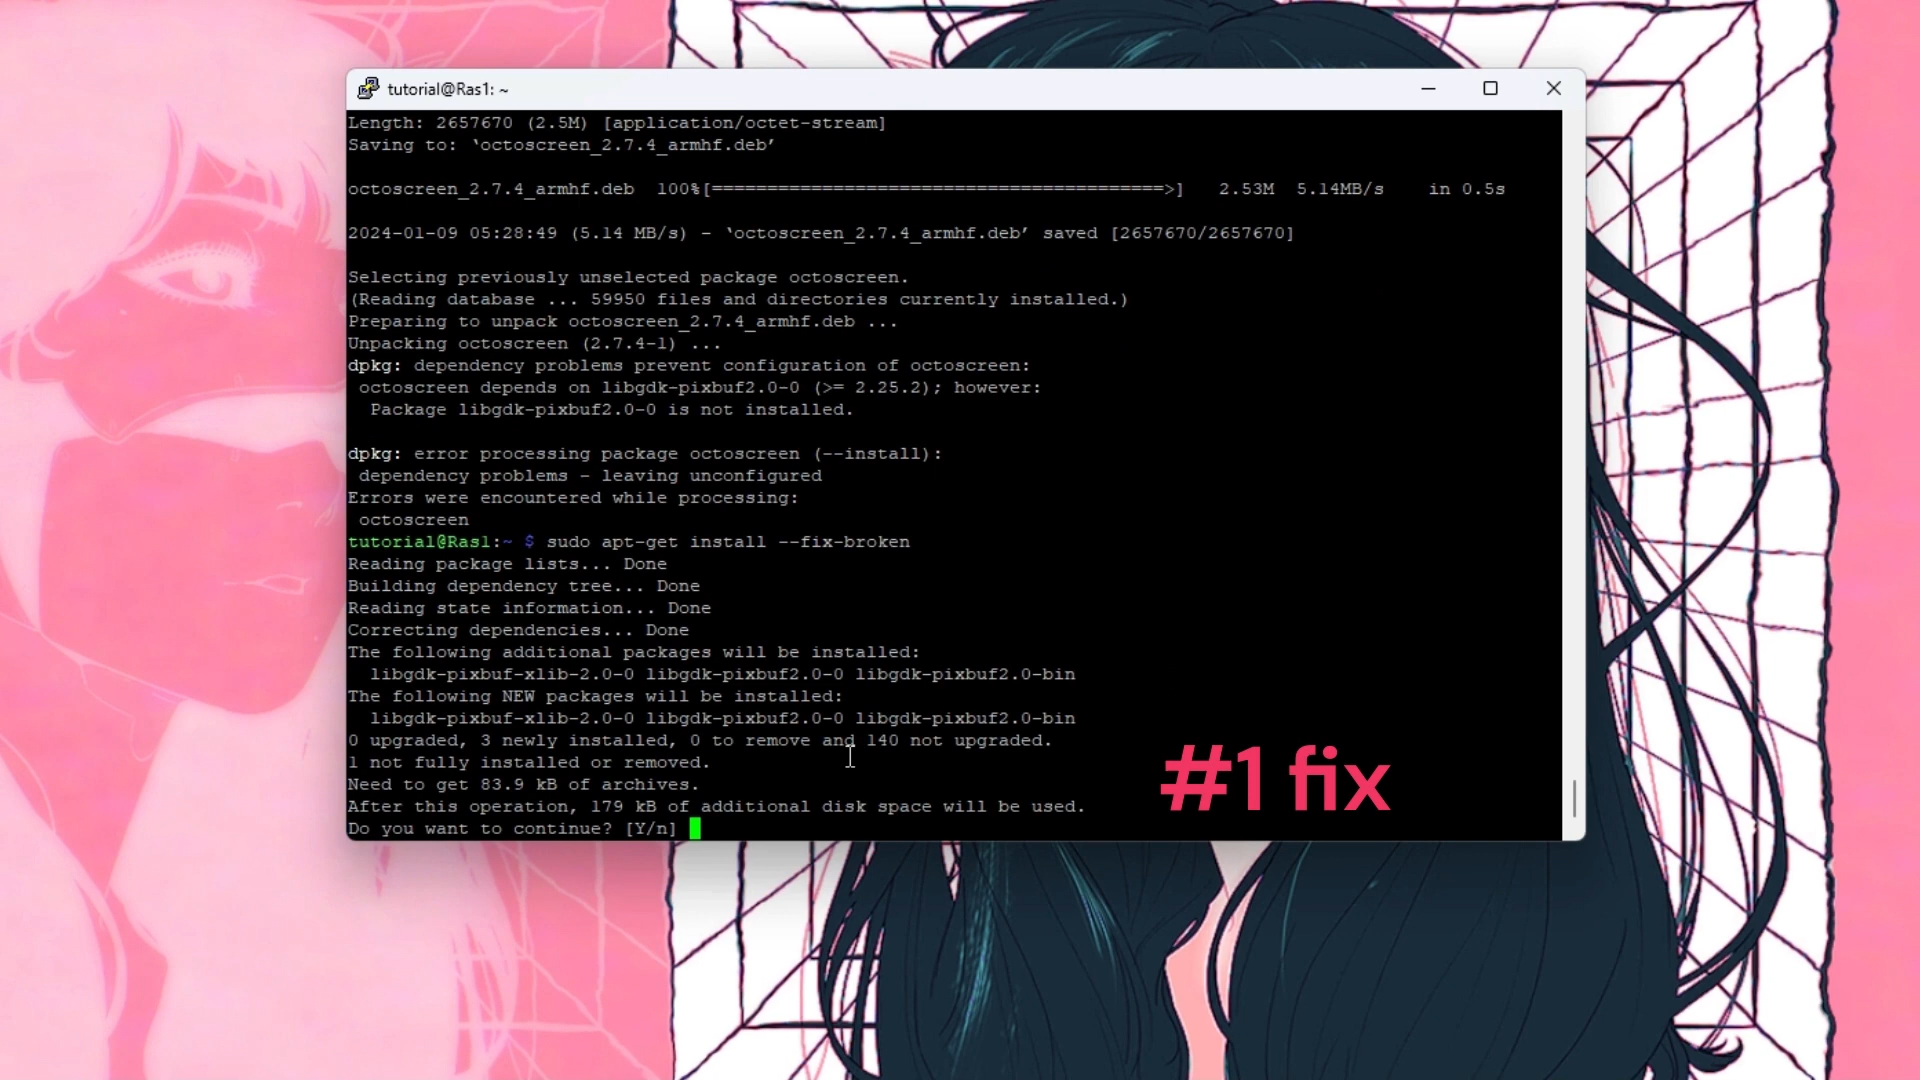 tutorial@Ras1: ~
Length: 2657670 (2.5M) [application/octet-stream]
Saving to: ‘octoscreen_2.7.4_armhf.deb’
octoscreen_2.7.4_armhf.deb  100%[=========================================>]   2.53M  5.14MB/s    in 0.5s
2024-01-09 05:28:49 (5.14 MB/s) - ‘octoscreen_2.7.4_armhf.deb’ saved [2657670/2657670]
Selecting previously unselected package octoscreen.
(Reading database ... 59950 files and directories currently installed.)
Preparing to unpack octoscreen_2.7.4_armhf.deb ...
Unpacking octoscreen (2.7.4-1) ...
dpkg: dependency problems prevent configuration of octoscreen:
 octoscreen depends on libgdk-pixbuf2.0-0 (>= 2.25.2); however:
  Package libgdk-pixbuf2.0-0 is not installed.
dpkg: error processing package octoscreen (--install):
 dependency problems - leaving unconfigured
Errors were encountered while processing:
 octoscreen
tutorial@Ras1:~ $ sudo apt-get install --fix-broken
Reading package lists... Done
Building dependency tree... Done
Reading state information... Done
Correcting dependencies... Done
The following additional packages will be installed:
  libgdk-pixbuf-xlib-2.0-0 libgdk-pixbuf2.0-0 libgdk-pixbuf2.0-bin
The following NEW packages will be installed:
  libgdk-pixbuf-xlib-2.0-0 libgdk-pixbuf2.0-0 libgdk-pixbuf2.0-bin
0 upgraded, 3 newly installed, 0 to remove and 140 not upgraded.
1 not fully installed or removed.
Need to get 83.9 kB of archives.
After this operation, 179 kB of additional disk space will be used.
Do you want to continue? [Y/n]
#1 fix